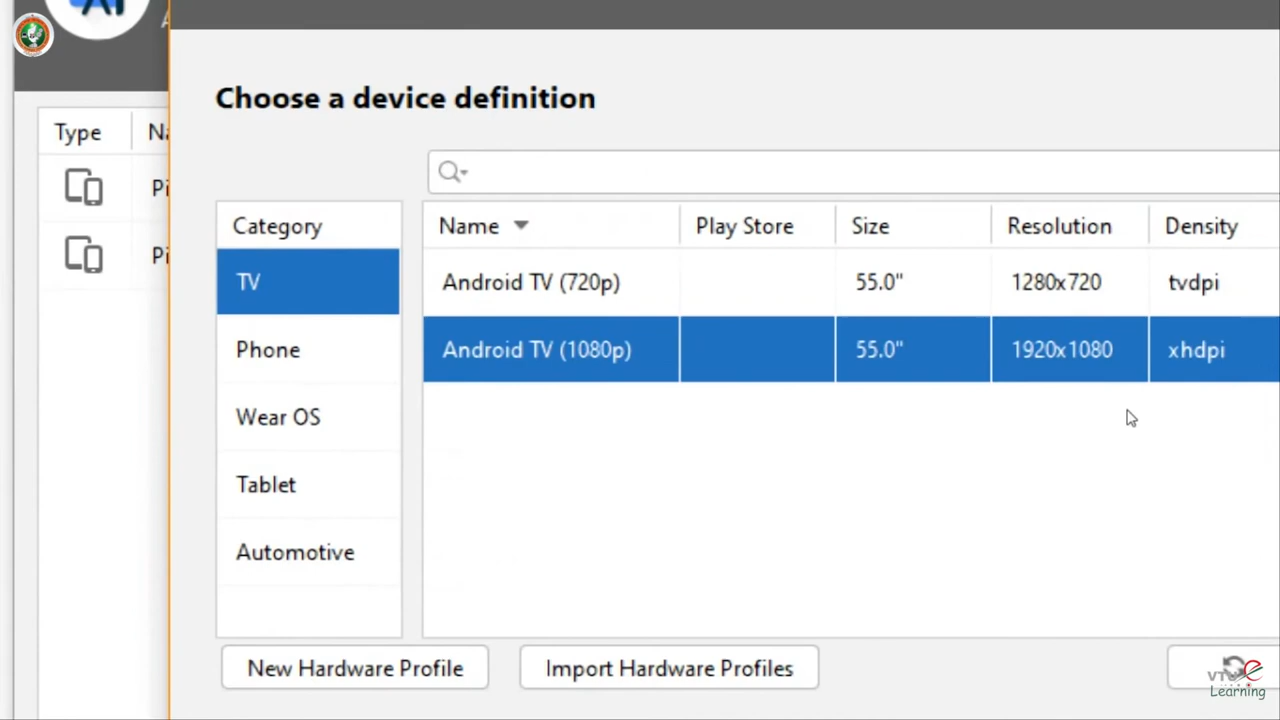 Choose a device definition
Type
Category
Name Play Store Size Resolution Density
TV
Android TV (720p) 55.0" 1280x720 tvdpi
Phone
Android TV (1080p) 55.0" 1920x1080 xhdpi
Wear OS
Tablet
Automotive
New Hardware Profile Import Hardware Profiles
VTU e
Learning